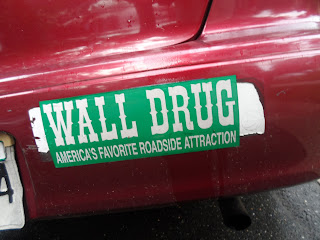 WALL DRUG
AMERICA'S FAVORITE ROADSIDE ATTRACTION